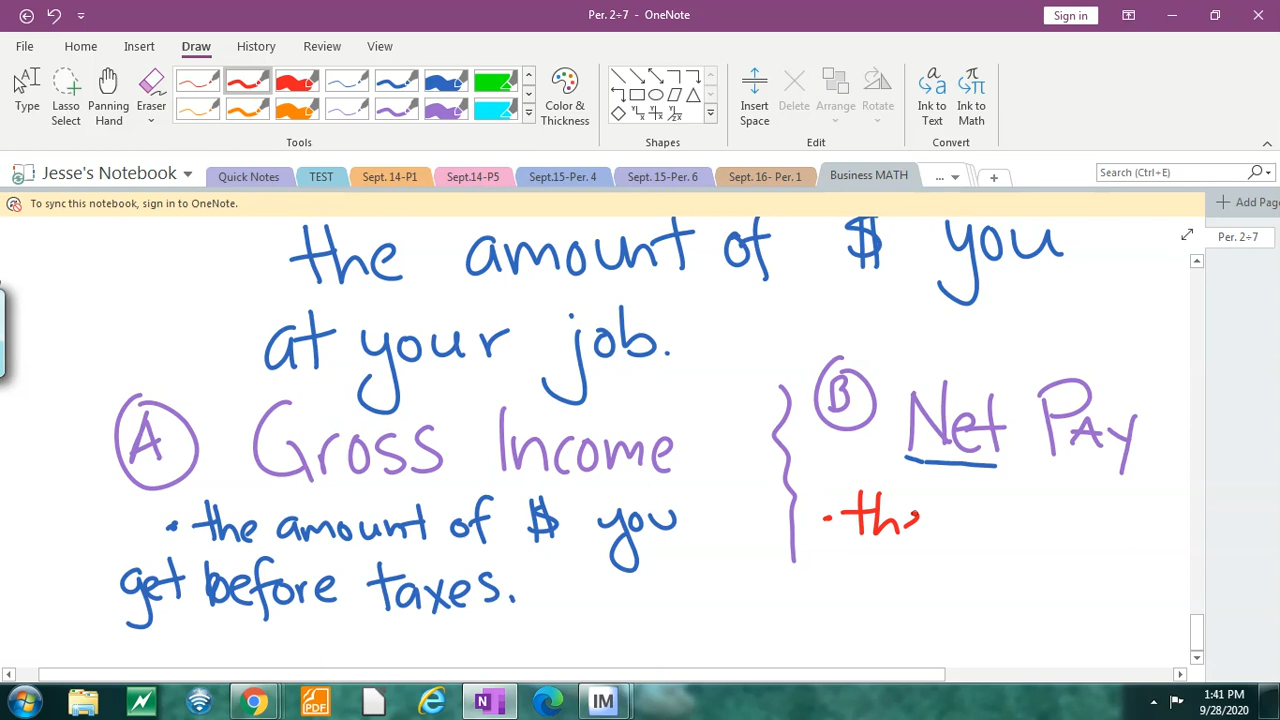 Per. 2÷7 - OneNote
Sign in
File Home Insert Draw History Review View
Type
Lasso Select
Panning Hand
Eraser
Color & Thickness
Insert Space
Delete
Arrange
Rotate
Ink to Text
Ink to Math
Tools
Shapes
Edit
Convert
Jesse's Notebook
Quick Notes TEST Sept. 14-P1 Sept.14-P5 Sept.15-Per. 4 Sept. 15-Per. 6 Sept. 16- Per. 1 Business MATH ...
Search (Ctrl+E)
To sync this notebook, sign in to OneNote.
Add Pag
Per. 2÷7
the amount of $ you
at your job.
A Gross Income
• the amount of $ you
get before taxes.
B Net PAy
• th
PDF
N
IM
1:41 PM
9/28/2020